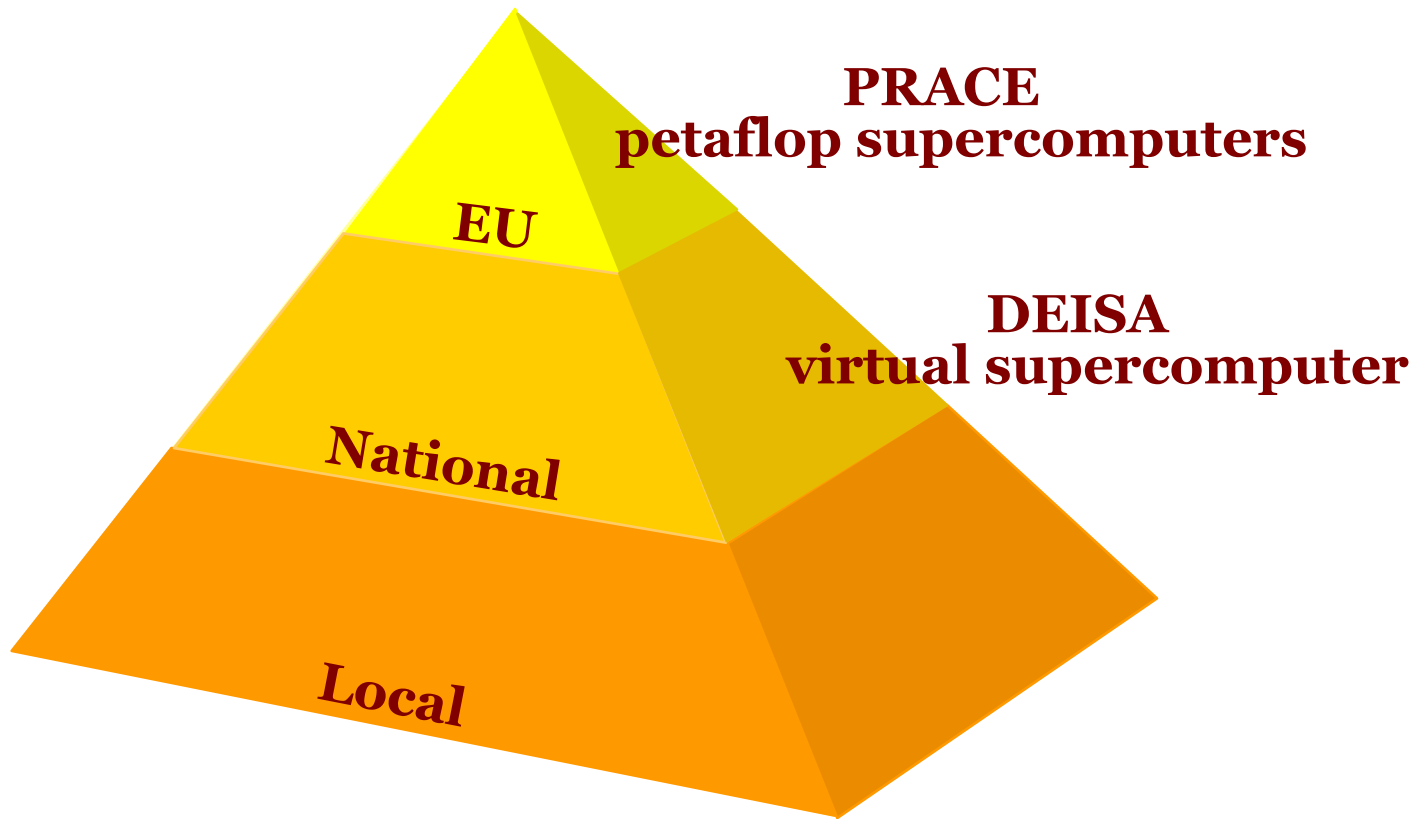 PRACE
petaflop supercomputers
EU
DEISA
virtual supercomputer
National
Local